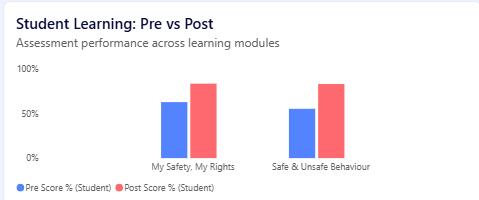 Student Learning: Pre vs Post
Assessment performance across learning modules
100%
50%
0%
My Safety, My Rights
Safe & Unsafe Behaviour
Pre Score % (Student)
Post Score % (Student)